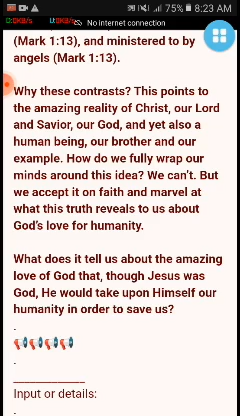 75% 8:23 AM
0:0KB/s U:0KB/s No internet connection
(Mark 1:13), and ministered to by
angels (Mark 1:13).
Why these contrasts? This points to
the amazing reality of Christ, our Lord
and Savior, our God, and yet also a
human being, our brother and our
example. How do we fully wrap our
minds around this idea? We can't. But
we accept it on faith and marvel at
what this truth reveals to us about
God's love for humanity.
What does it tell us about the amazing
love of God that, though Jesus was
God, He would take upon Himself our
humanity in order to save us?
.
📢📢📢📢
.
____________
Input or details:
.